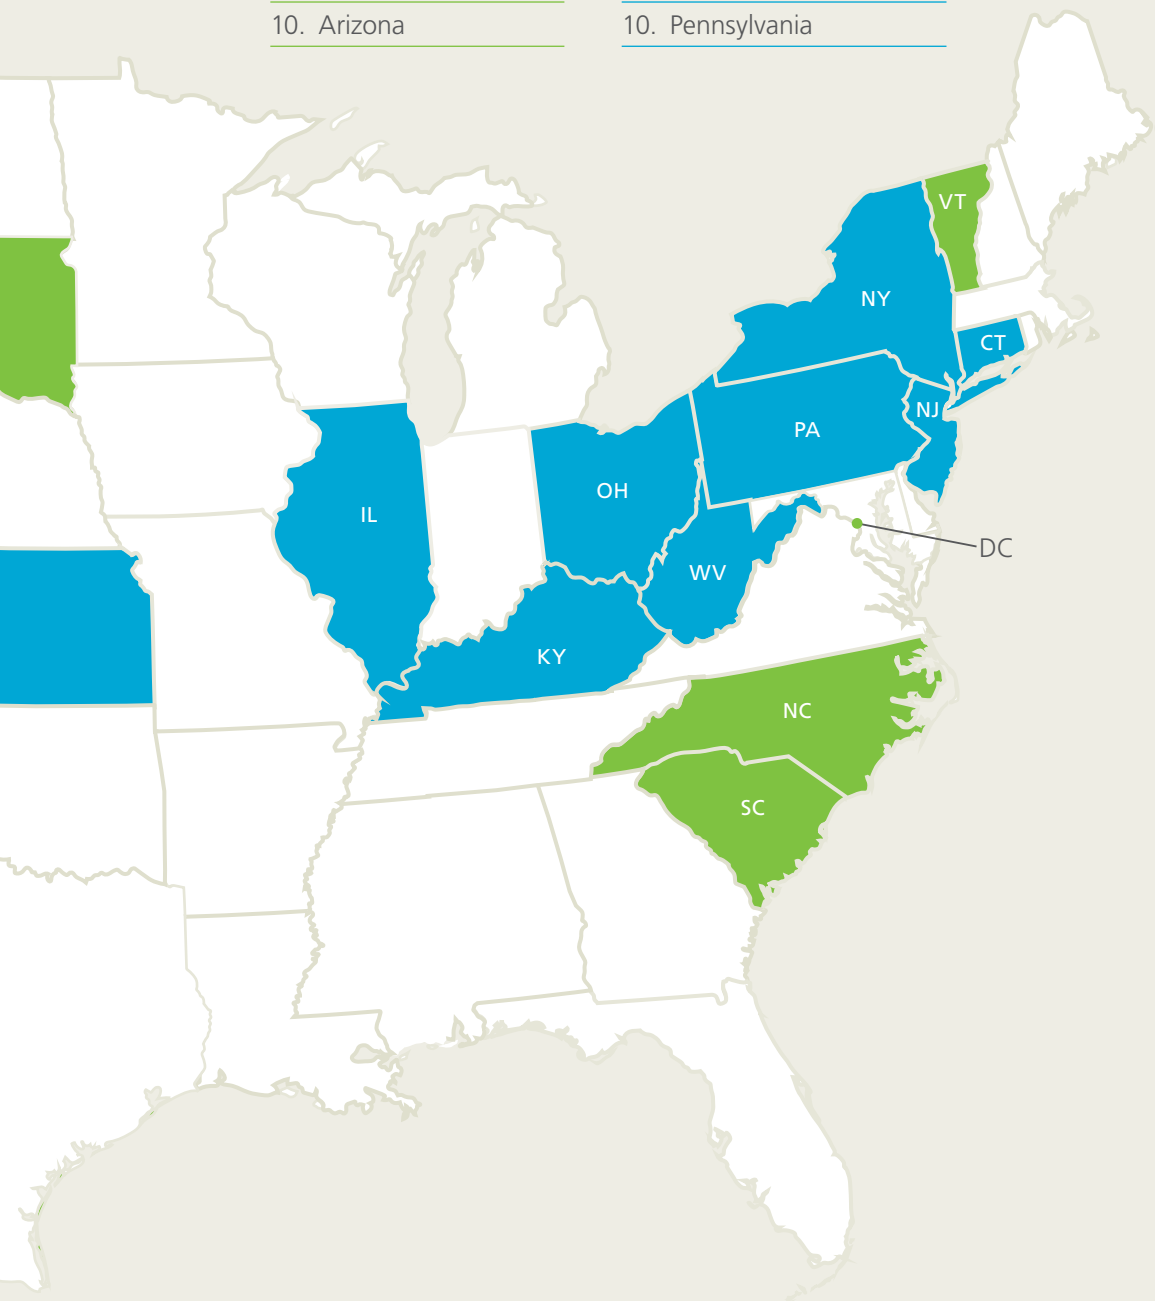 10. Arizona
10. Pennsylvania
VT
NY
CT
NJ
PA
OH
IL
DC
WV
KY
NC
SC